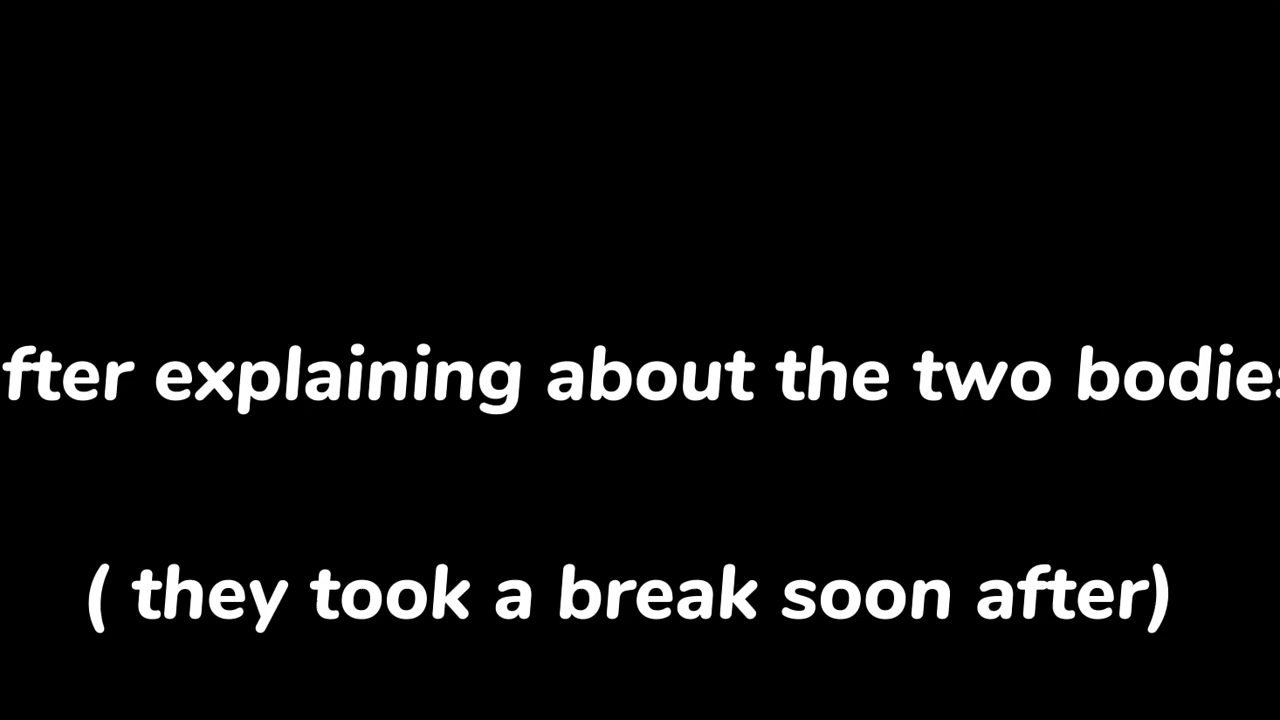 fter explaining about the two bodies
( they took a break soon after)